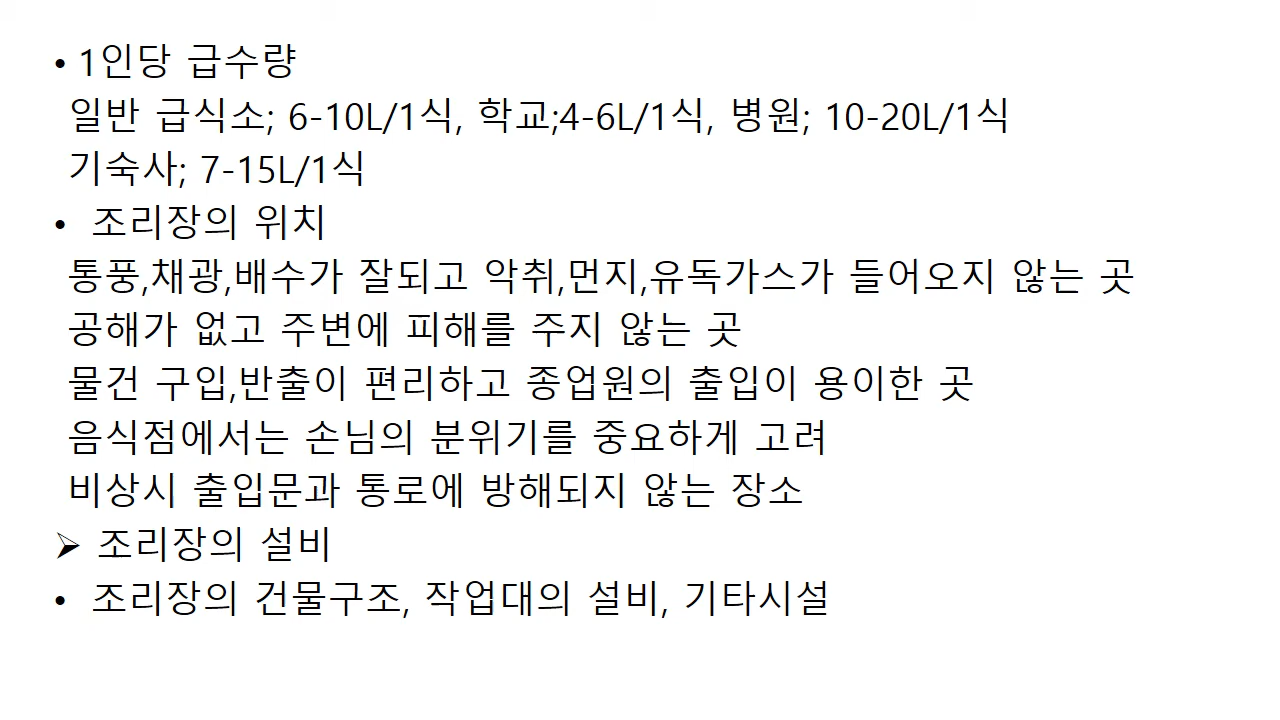 • 1인당 급수량
일반 급식소; 6-10L/1식, 학교;4-6L/1식, 병원; 10-20L/1식
기숙사; 7-15L/1식
• 조리장의 위치
통풍,채광,배수가 잘되고 악취,먼지,유독가스가 들어오지 않는 곳
공해가 없고 주변에 피해를 주지 않는 곳
물건 구입,반출이 편리하고 종업원의 출입이 용이한 곳
음식점에서는 손님의 분위기를 중요하게 고려
비상시 출입문과 통로에 방해되지 않는 장소
➢ 조리장의 설비
• 조리장의 건물구조, 작업대의 설비, 기타시설